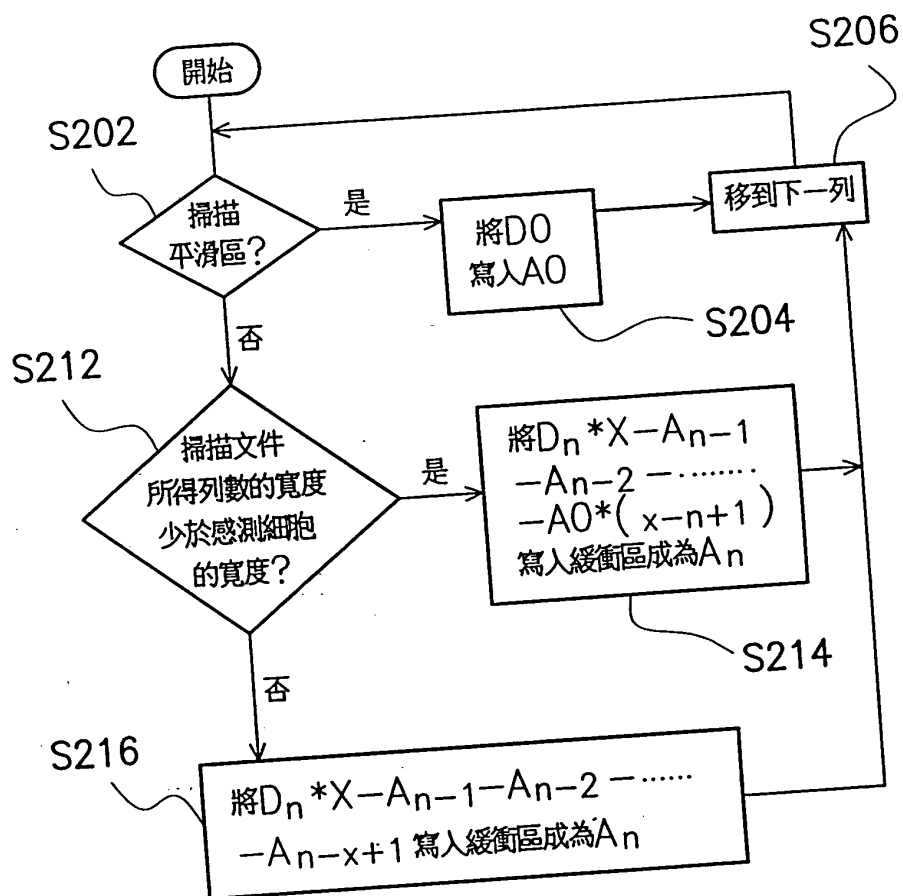 S206
開始
S202
掃描
平滑區?
是
將D0
寫入A0
移到下一列
S204
否
S212
掃描文件
所得列數的寬度
少於感測細胞
的寬度?
是
將Dn*X-An-1
-An-2-........
-A0*(x-n+1)
寫入緩衝區成為An
S214
否
S216
將Dn*X-An-1-An-2-......
-An-x+1寫入緩衝區成為An